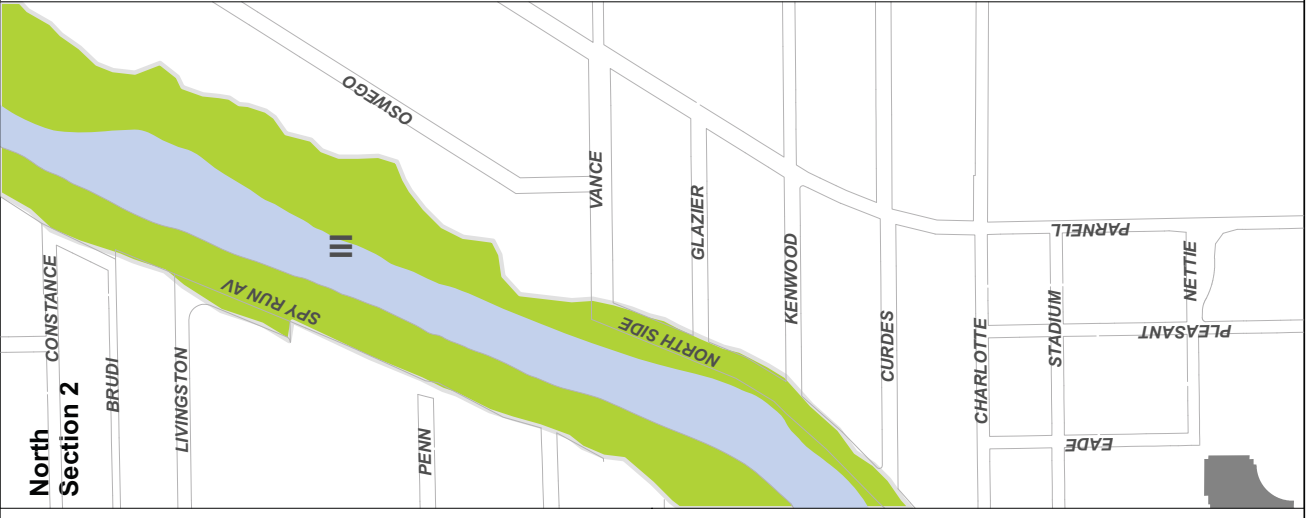 North
Section 2
CONSTANCE
BRUDI
LIVINGSTON
SPY RUN AV
III
OSWEGO
PENN
VANCE
NORTH SIDE
GLAZIER
KENWOOD
CURDES
CHARLOTTE
STADIUM
PARNELL
NETTIE
PLEASANT
EADE